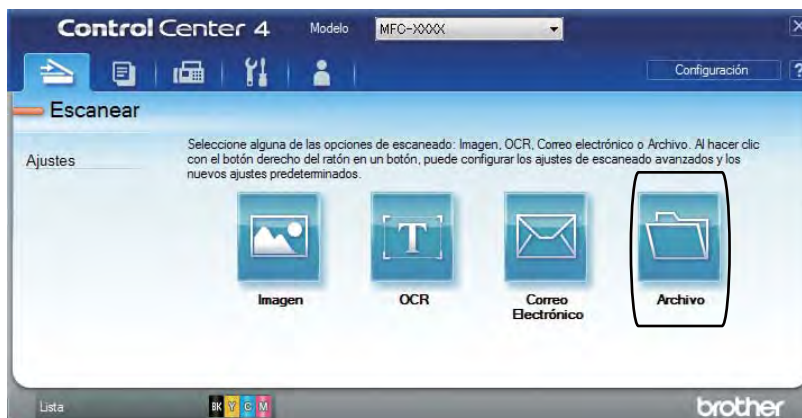 Control Center 4 Modelo MFC-XXXX X
Configuración ?
Escanear
Ajustes
Seleccione alguna de las opciones de escaneado: Imagen, OCR, Correo electrónico o Archivo. Al hacer clic
con el botón derecho del ratón en un botón, puede configurar los ajustes de escaneado avanzados y los
nuevos ajustes predeterminados.
T
Imagen OCR Correo Electrónico Archivo
Lista BK Y C M brother